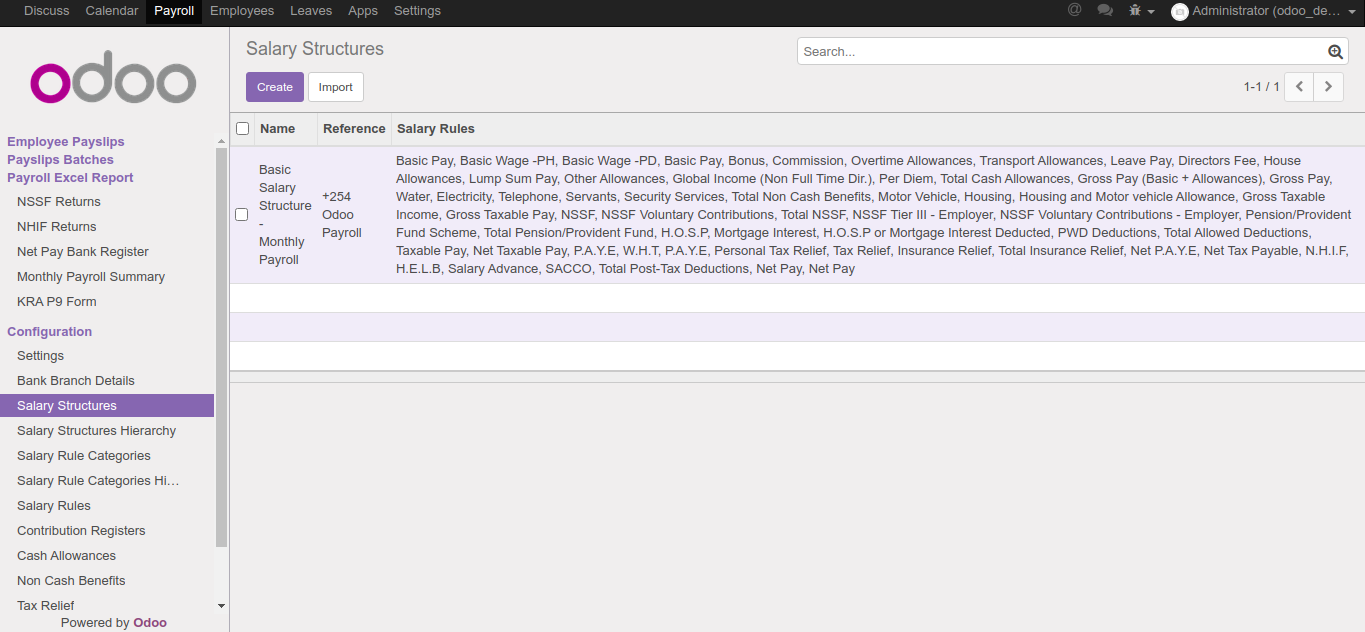 Discuss Calendar Payroll Employees Leaves Apps Settings @ Administrator (odoo_de...
odoo
Employee Payslips
Payslips Batches
Payroll Excel Report
NSSF Returns
NHIF Returns
Net Pay Bank Register
Monthly Payroll Summary
KRA P9 Form
Configuration
Settings
Bank Branch Details
Salary Structures
Salary Structures Hierarchy
Salary Rule Categories
Salary Rule Categories Hi...
Salary Rules
Contribution Registers
Cash Allowances
Non Cash Benefits
Tax Relief
Powered by Odoo
Salary Structures
Search...
Create Import
1-1 / 1
Name Reference Salary Rules
Basic
Salary
Structure
-
Monthly
Payroll
+254
Odoo
Payroll
Basic Pay, Basic Wage -PH, Basic Wage -PD, Basic Pay, Bonus, Commission, Overtime Allowances, Transport Allowances, Leave Pay, Directors Fee, House
Allowances, Lump Sum Pay, Other Allowances, Global Income (Non Full Time Dir.), Per Diem, Total Cash Allowances, Gross Pay (Basic + Allowances), Gross Pay,
Water, Electricity, Telephone, Servants, Security Services, Total Non Cash Benefits, Motor Vehicle, Housing, Housing and Motor vehicle Allowance, Gross Taxable
Income, Gross Taxable Pay, NSSF, NSSF Voluntary Contributions, Total NSSF, NSSF Tier III - Employer, NSSF Voluntary Contributions - Employer, Pension/Provident
Fund Scheme, Total Pension/Provident Fund, H.O.S.P, Mortgage Interest, H.O.S.P or Mortgage Interest Deducted, PWD Deductions, Total Allowed Deductions,
Taxable Pay, Net Taxable Pay, P.A.Y.E, W.H.T, P.A.Y.E, Personal Tax Relief, Tax Relief, Insurance Relief, Total Insurance Relief, Net P.A.Y.E, Net Tax Payable, N.H.I.F,
H.E.L.B, Salary Advance, SACCO, Total Post-Tax Deductions, Net Pay, Net Pay